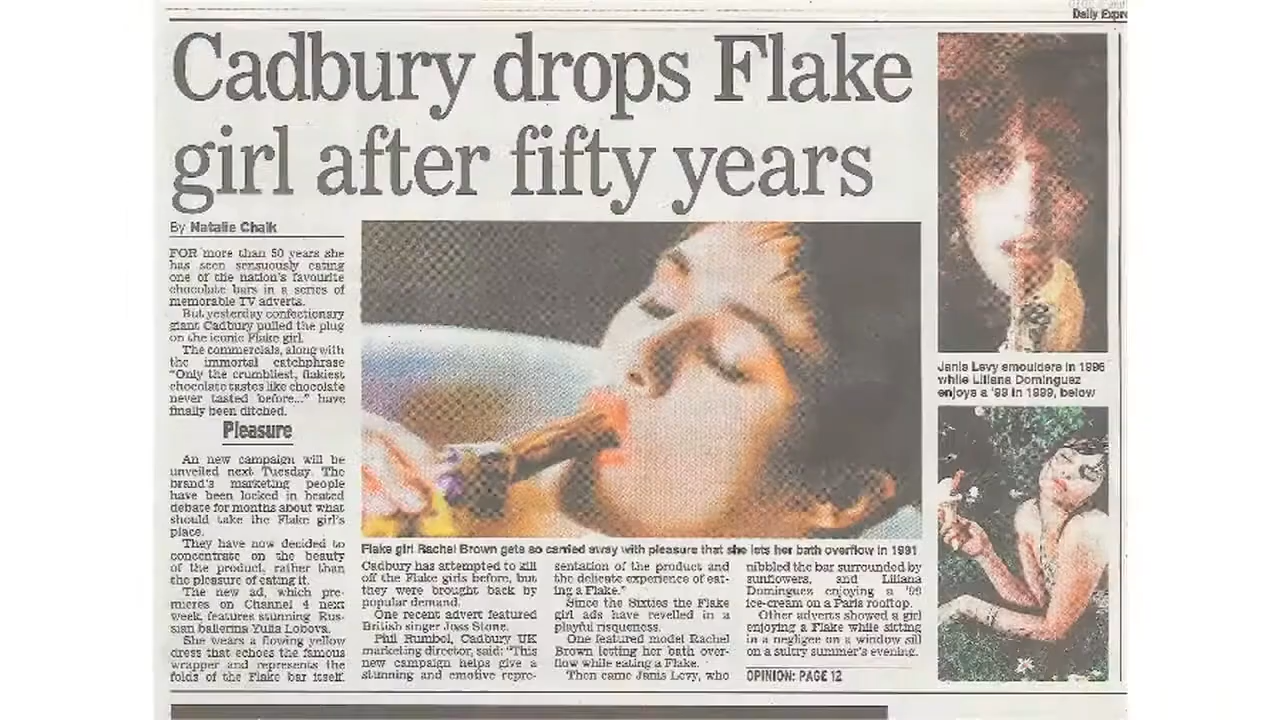 Daily Expre
Cadbury drops Flake
girl after fifty years
By Natalie Chalk
FOR more than 50 years she
has seen sensuously eating
one of the nation's favourite
chocolate bars in a series of
memorable TV adverts.
But yesterday confectionary
giant Cadbury pulled the plug
on the iconic Flake girl.
The commercials, along with
the immortal catchphrase
"Only the crumbliest, flakiest
chocolate tastes like chocolate
never tasted before..." have
finally been ditched.
Pleasure
An new campaign will be
unveiled next Tuesday. The
brand's marketing people
have been locked in heated
debate for months about what
should take the Flake girl's
place.
They have now decided to
concentrate on the beauty
of the product, rather than
the pleasure of eating it.
The new ad, which pre-
mieres on Channel 4 next
week, features stunning Rus-
sian ballerina Yulia Lobova.
She wears a flowing yellow
dress that echoes the famous
wrapper and represents the
folds of the Flake bar itself.
Flake girl Rachel Brown gets so carried away with pleasure that she lets her bath overflow in 1991
Cadbury has attempted to kill
off the Flake girls before, but
they were brought back by
popular demand.
One recent advert featured
British singer Joss Stone.
Phil Rumbol, Cadbury UK
marketing director, said: "This
new campaign helps give a
stunning and emotive repre-
sentation of the product and
the delicate experience of eat-
ing a Flake."
Since the Sixties the Flake
girl ads have revelled in a
playful riqueness.
One featured model Rachel
Brown letting her bath over-
flow while eating a Flake.
Then came Janis Levy, who
nibbled the bar surrounded by
sunflowers, and Liliana
Dominguez enjoying a '99
ice-cream on a Paris rooftop.
Other adverts showed a girl
enjoying a Flake while sitting
in a negligee on a window sill
on a sultry summer's evening.
OPINION: PAGE 12
Janis Levy smoulders in 1996
while Liliana Dominguez
enjoys a '99 in 1999, below